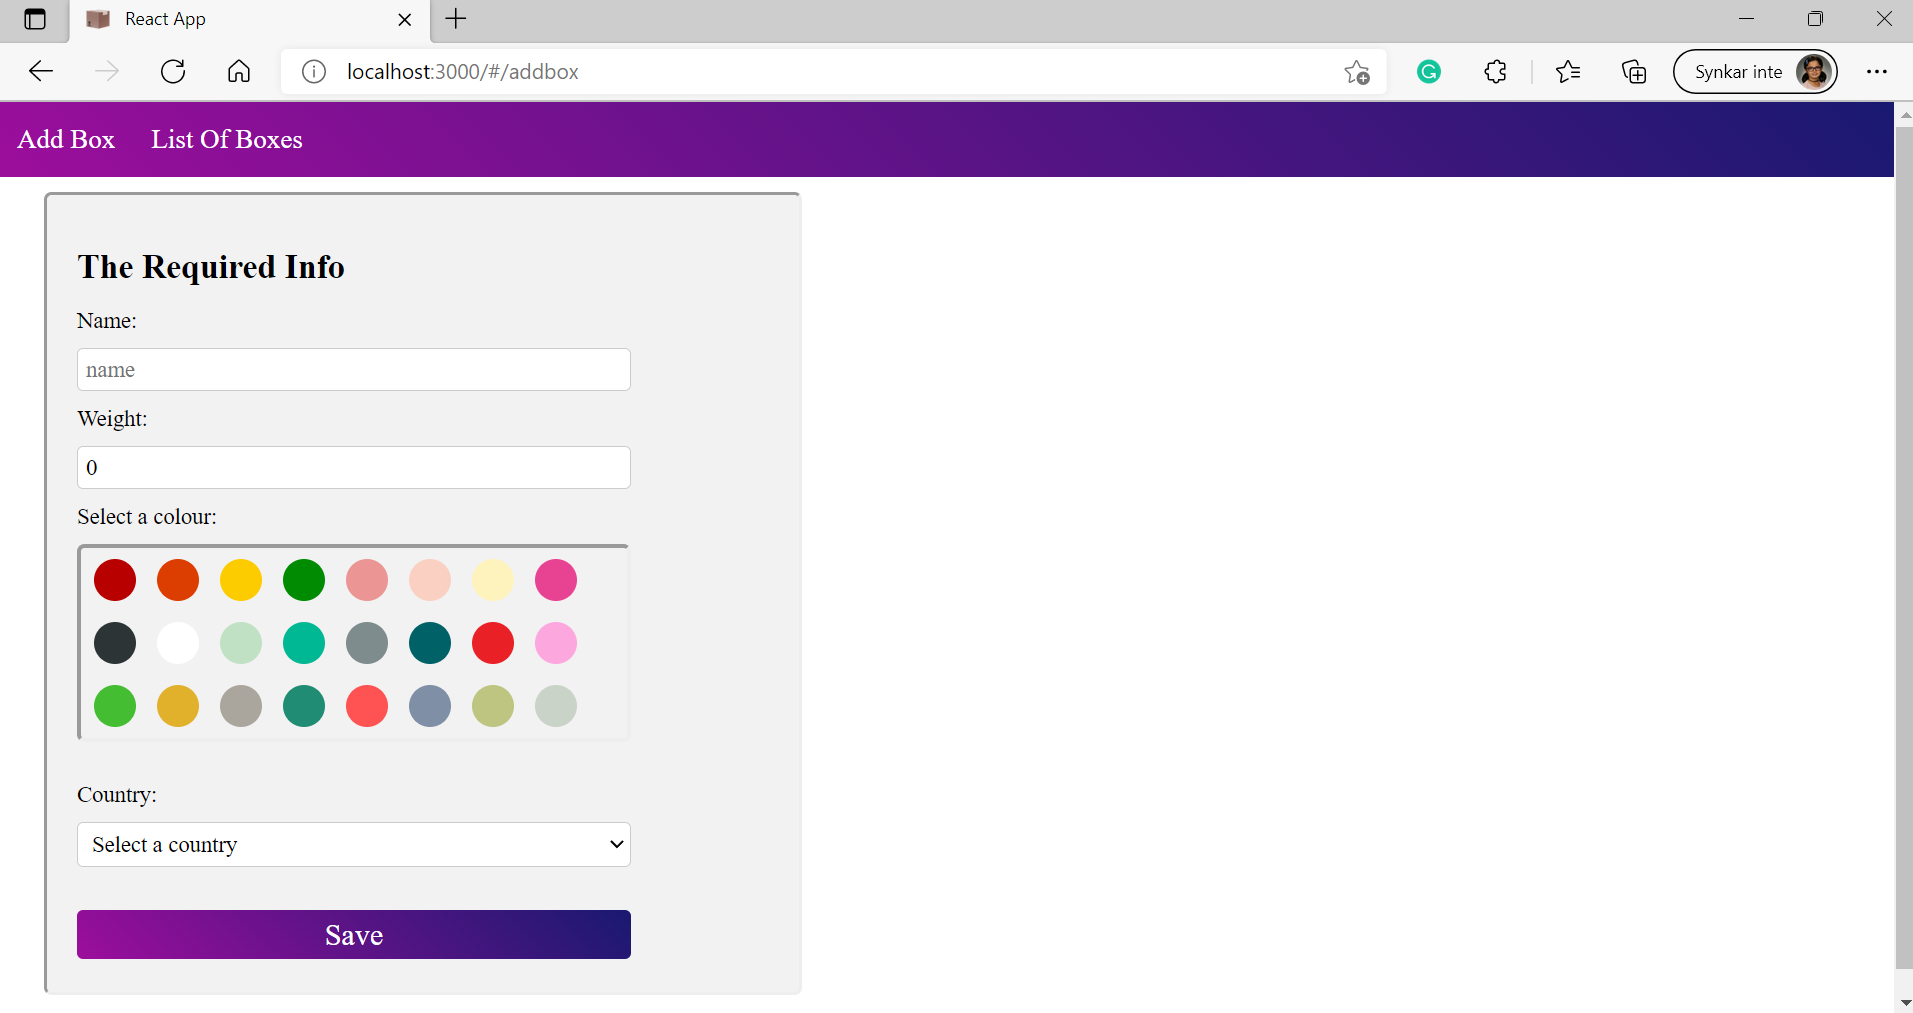 React App
localhost:3000/#/addbox
Synkar inte
Add Box
List Of Boxes
The Required Info
Name:
name
Weight:
0
Select a colour:
Country:
Select a country
Save